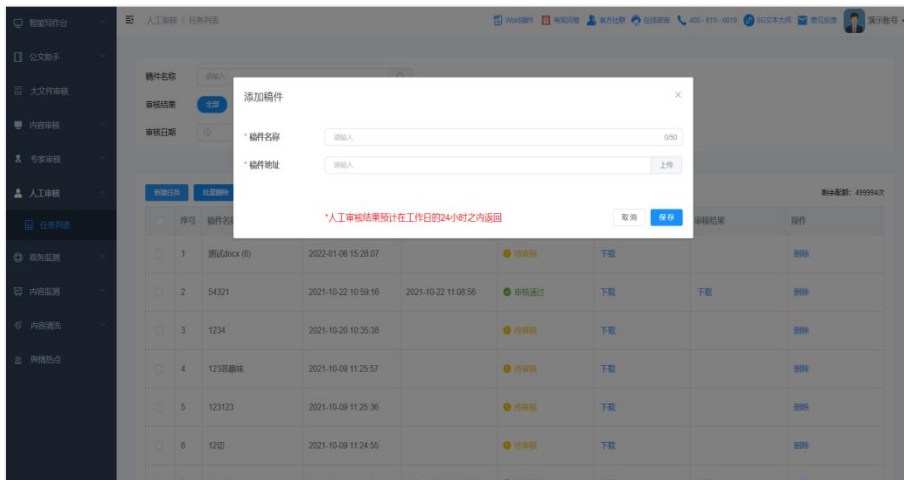 智能写作台
人工审核 / 任务列表
Word插件 有奖问卷 官方社群 在线咨询 400-819-6619 5G文本大师 意见反馈 演示账号
公文助手
大文件审核
内容审核
专家审核
人工审核
任务列表
政务监测
内容监测
内容清洗
舆情热点
稿件名称 请输入
审核结果 全部
审核日期
添加稿件
* 稿件名称 请输入 0/50
* 稿件地址 请输入 上传
*人工审核结果预计在工作日的24小时之内返回 取消 保存
新建任务 批量删除 剩余配额：499994次
序号 稿件名称 审核结果 操作
1 测试docx (6) 2022-01-06 15:28:07 待审核 下载 删除
2 54321 2021-10-22 10:59:16 2021-10-22 11:08:56 审核通过 下载 下载 删除
3 1234 2021-10-20 10:35:38 待审核 下载 删除
4 2021-10-09 11:25:57 待审核 下载 删除
5 123123 2021-10-09 11:25:36 待审核 下载 删除
6 12切 2021-10-09 11:24:55 待审核 下载 删除